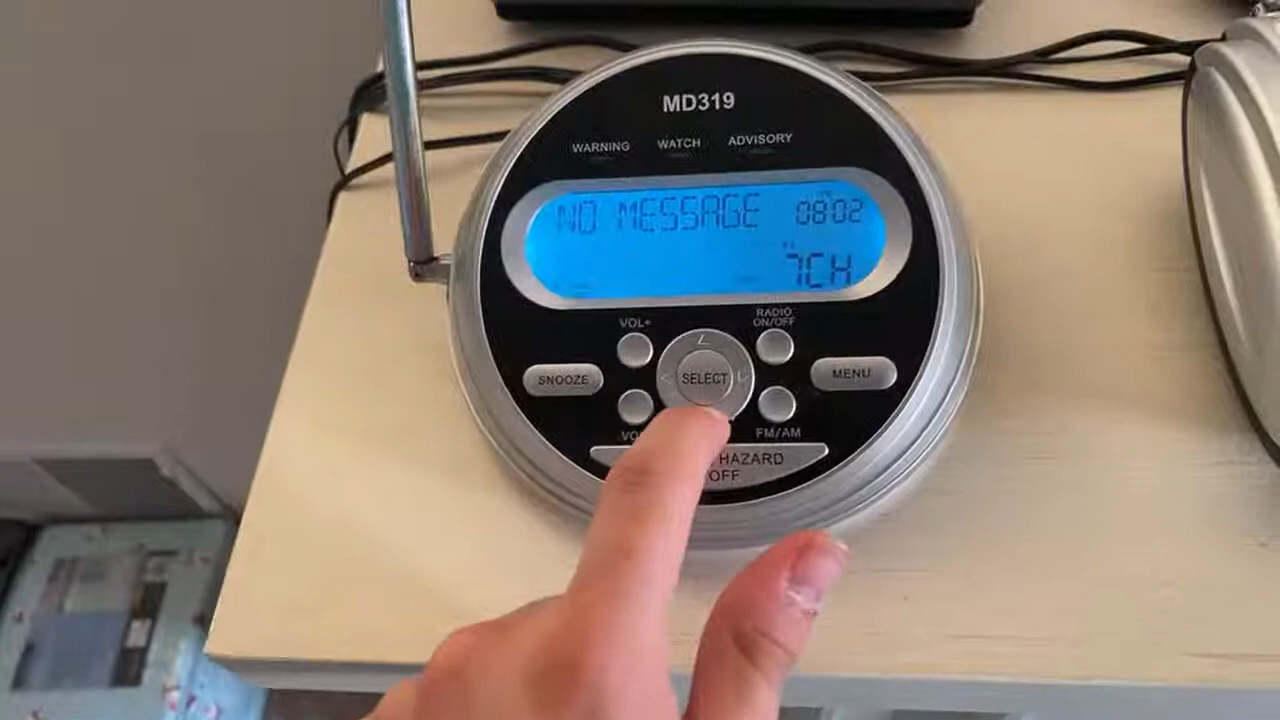 MD319
WARNING WATCH ADVISORY
NO MESSAGE 08:02
7CH
VOL+ RADIO
ON/OFF
SNOOZE SELECT MENU
FM/AM
HAZARD
OFF